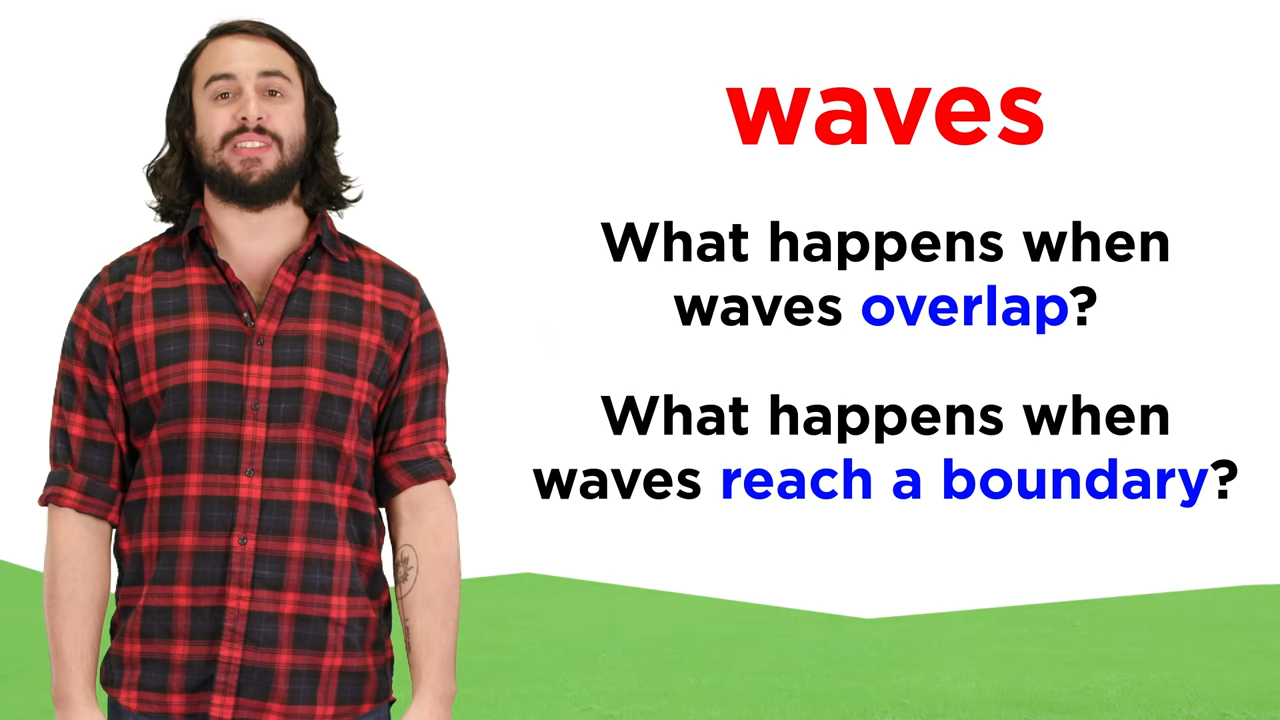 waves
What happens when
waves overlap?
What happens when
waves reach a boundary?